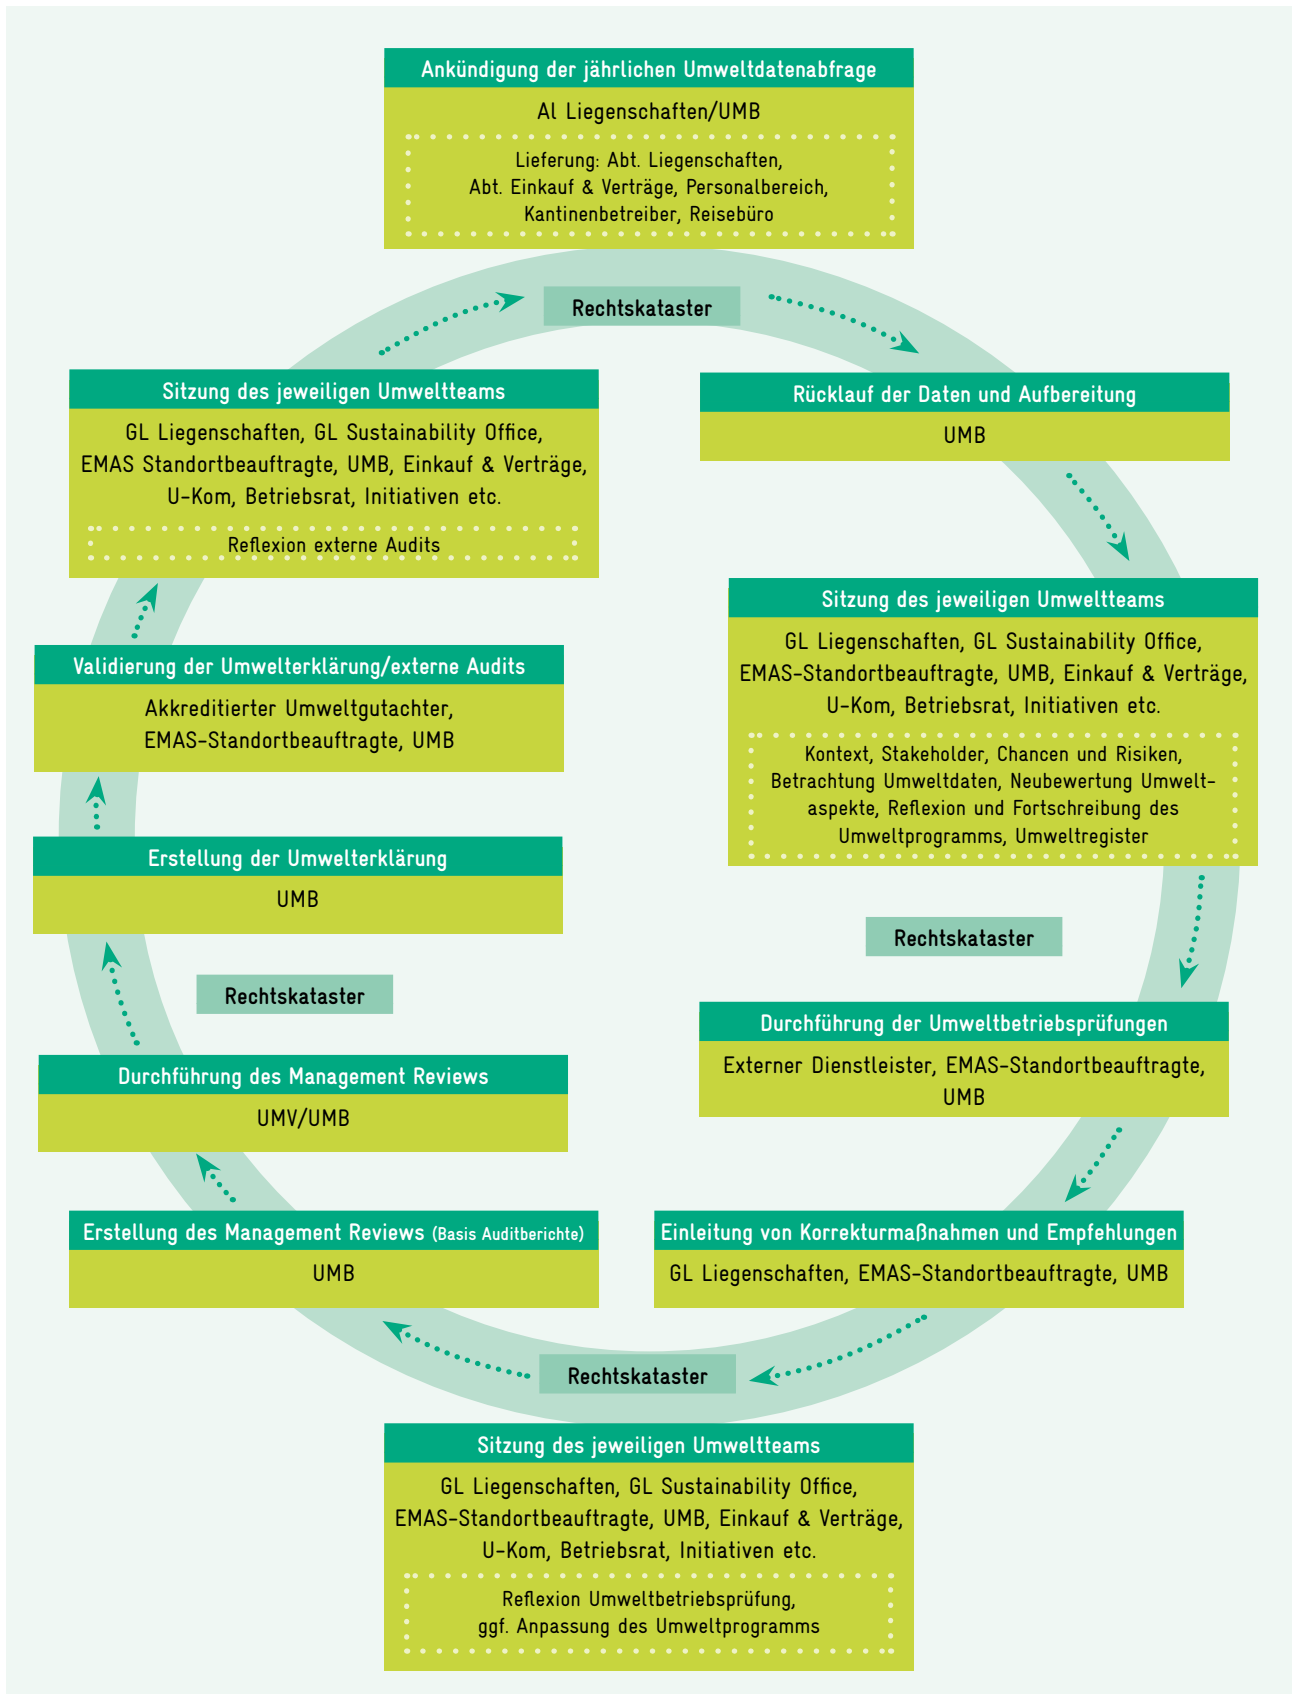 Ankündigung der jährlichen Umweltdatenabfrage
Al Liegenschaften/UMB
Lieferung: Abt. Liegenschaften,
Abt. Einkauf & Verträge, Personalbereich,
Kantinenbetreiber, Reisebüro
Rechtskataster
Rücklauf der Daten und Aufbereitung
UMB
Sitzung des jeweiligen Umweltteams
GL Liegenschaften, GL Sustainability Office,
EMAS-Standortbeauftragte, UMB, Einkauf & Verträge,
U-Kom, Betriebsrat, Initiativen etc.
Kontext, Stakeholder, Chancen und Risiken,
Betrachtung Umweltdaten, Neubewertung Umwelt-
aspekte, Reflexion und Fortschreibung des
Umweltprogramms, Umweltregister
Rechtskataster
Durchführung der Umweltbetriebsprüfungen
Externer Dienstleister, EMAS-Standortbeauftragte,
UMB
Einleitung von Korrekturmaßnahmen und Empfehlungen
GL Liegenschaften, EMAS-Standortbeauftragte, UMB
Rechtskataster
Sitzung des jeweiligen Umweltteams
GL Liegenschaften, GL Sustainability Office,
EMAS-Standortbeauftragte, UMB, Einkauf & Verträge,
U-Kom, Betriebsrat, Initiativen etc.
Reflexion Umweltbetriebsprüfung,
ggf. Anpassung des Umweltprogramms
Erstellung des Management Reviews (Basis Auditberichte)
UMB
Durchführung des Management Reviews
UMV/UMB
Rechtskataster
Erstellung der Umwelterklärung
UMB
Validierung der Umwelterklärung/externe Audits
Akkreditierter Umweltgutachter,
EMAS-Standortbeauftragte, UMB
Sitzung des jeweiligen Umweltteams
GL Liegenschaften, GL Sustainability Office,
EMAS Standortbeauftragte, UMB, Einkauf & Verträge,
U-Kom, Betriebsrat, Initiativen etc.
Reflexion externe Audits